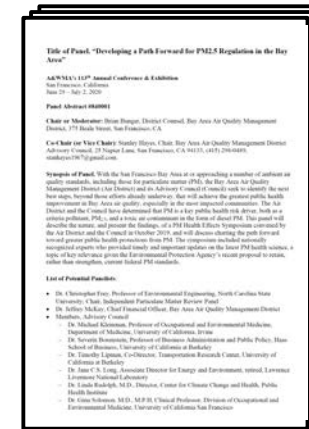 Title of Panel. "Developing a Path Forward for PM2.5 Regulation in the Bay
Area"
A&WMA's 113th Annual Conference & Exhibition
San Francisco, California
June 29 – July 2, 2020
Panel Abstract #840001
Chair or Moderator: Brian Bunger, District Counsel, Bay Area Air Quality Management
District, 375 Beale Street, San Francisco, CA
Co-Chair (or Vice Chair): Stanley Hayes, Chair, Bay Area Air Quality Management District
Advisory Council, 25 Napier Lane, San Francisco, CA 94133,
Synopsis of Panel. With the San Francisco Bay Area at or approaching a number of ambient air
quality standards, including those for particulate matter (PM), the Bay Area Air Quality
Management District (Air District) and its Advisory Council (Council) seek to identify the next
best steps, beyond those efforts already underway, that will achieve the greatest public health
improvement in Bay Area air quality, especially in the most impacted communities. The Air
District and the Council have determined that PM is a key public health risk driver, both as a
criteria pollutant, PM2.5, and a toxic air contaminant in the form of diesel PM. This panel will
describe the nature, and present the findings, of a PM Health Effects Symposium convened by
the Air District and the Council in October 2019, and will discuss charting the path forward
toward greater public health protections from PM. The symposium included nationally
recognized experts who provided timely and important updates on the latest PM health science, a
topic of key relevance given the Environmental Protection Agency's recent proposal to retain,
rather than strengthen, current federal PM standards.
List of Potential Panelists:
• Dr. Christopher Frey, Professor of Environmental Engineering, North Carolina State
University; Chair, Independent Particulate Matter Review Panel
• Dr. Jeffrey McKay, Chief Financial Officer, Bay Area Air Quality Management District
• Members, Advisory Council
– Dr. Michael Kleinman, Professor of Occupational and Environmental Medicine,
Department of Medicine, University of California, Irvine
– Dr. Severin Borenstein, Professor of Business Administration and Public Policy, Haas
School of Business, University of California at Berkeley
– Dr. Timothy Lipman, Co-Director, Transportation Research Center, University of
California at Berkeley
– Dr. Jane C.S. Long, Associate Director for Energy and Environment, retired, Lawrence
Livermore National Laboratory
– Dr. Linda Rudolph, M.D., Director, Center for Climate Change and Health, Public
Health Institute
– Dr. Gina Solomon, M.D., M.P.H, Clinical Professor, Division of Occupational and
Environmental Medicine, University of California San Francisco